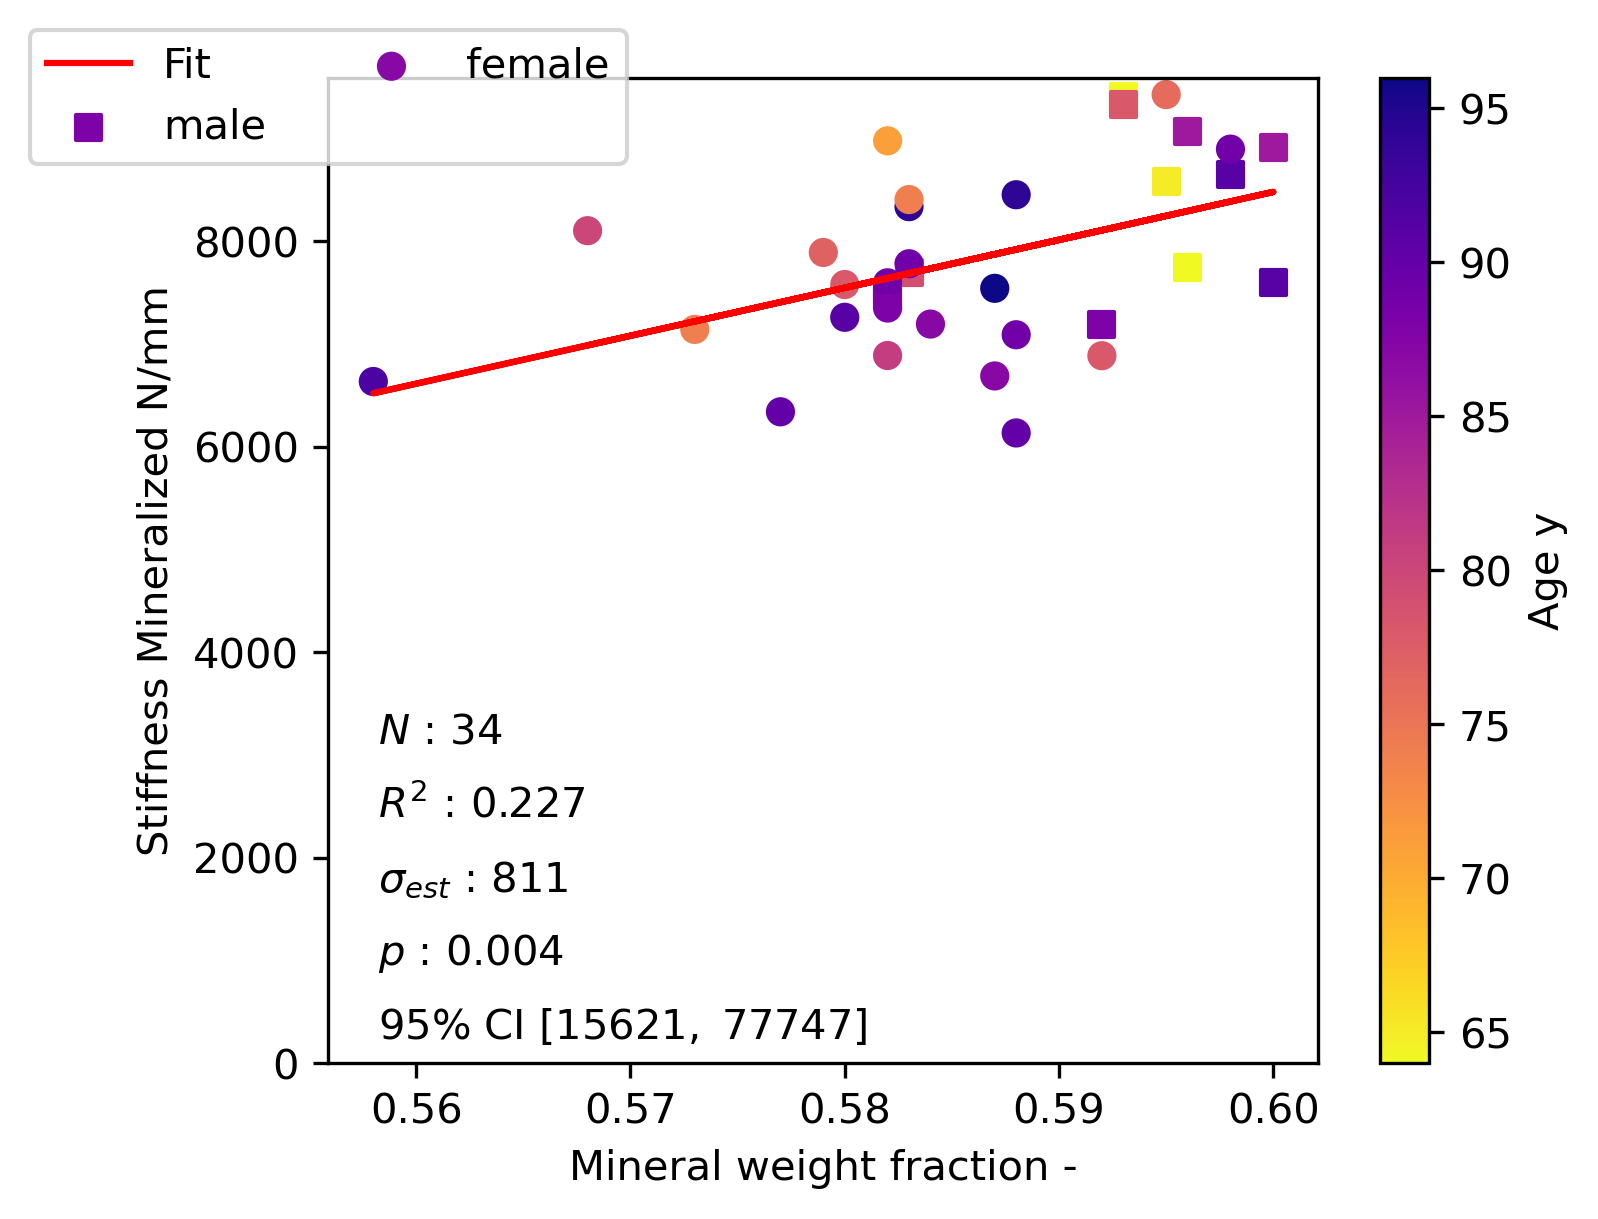 Fit
male
female
Stiffness Mineralized N/mm
8000
6000
4000
2000
0
N : 34
R² : 0.227
σest : 811
p : 0.004
95% CI [15621, 77747]
0.56 0.57 0.58 0.59 0.60
Mineral weight fraction -
95
90
85
80
75
70
65
Age y